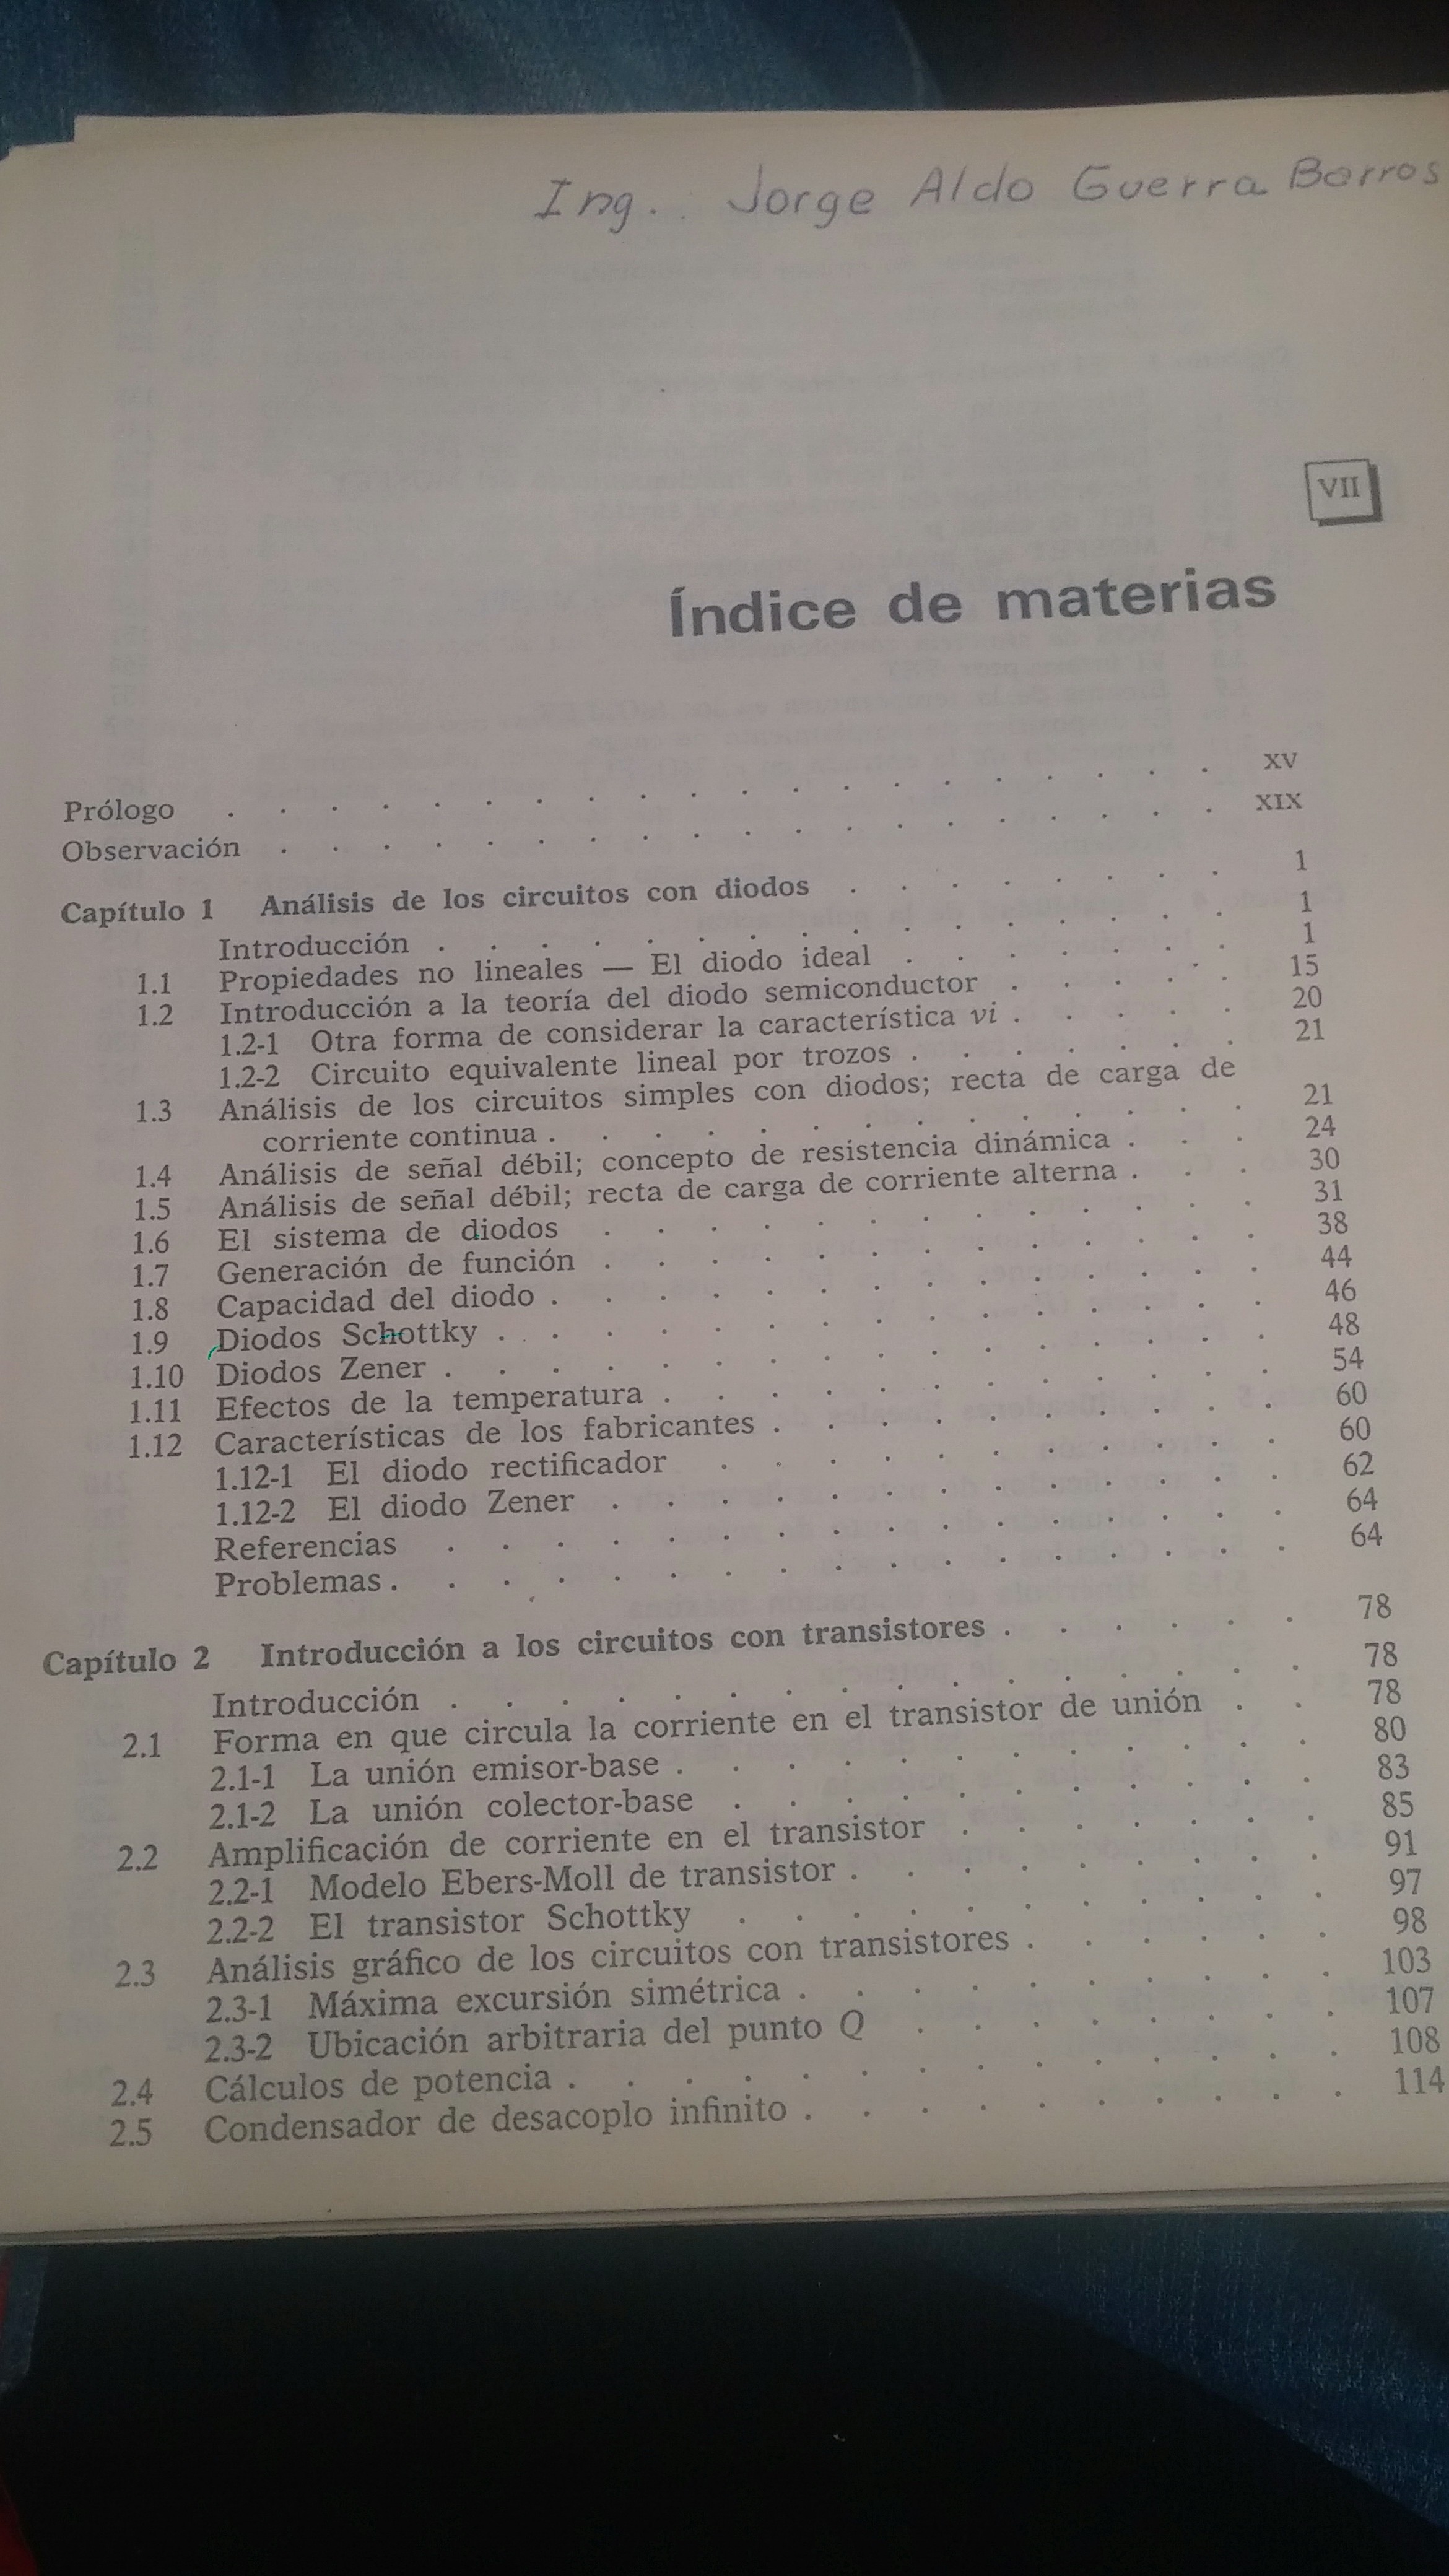 Ing. Jorge Aldo Guerra Barros
VII
Índice de materias
Prólogo . . . . . . . . . . . . . . . . . . . . XV
Observación . . . . . . . . . . . . . . . . . . . XIX
Capítulo 1 Análisis de los circuitos con diodos . . . . . . . . 1
Introducción . . . . . . . . . . . . . . . . 1
1.1 Propiedades no lineales — El diodo ideal . . . . . . . 1
1.2 Introducción a la teoría del diodo semiconductor . . . . . 15
1.2-1 Otra forma de considerar la característica vi . . . . . 20
1.2-2 Circuito equivalente lineal por trozos . . . . . . . 21
1.3 Análisis de los circuitos simples con diodos; recta de carga de
corriente continua . . . . . . . . . . . . . . 21
1.4 Análisis de señal débil; concepto de resistencia dinámica . . . 24
1.5 Análisis de señal débil; recta de carga de corriente alterna . . . 30
1.6 El sistema de diodos . . . . . . . . . . . . . 31
1.7 Generación de función . . . . . . . . . . . . . 38
1.8 Capacidad del diodo . . . . . . . . . . . . . . 44
1.9 Diodos Schottky . . . . . . . . . . . . . . . 46
1.10 Diodos Zener . . . . . . . . . . . . . . . . 48
1.11 Efectos de la temperatura . . . . . . . . . . . . 54
1.12 Características de los fabricantes . . . . . . . . . . 60
1.12-1 El diodo rectificador . . . . . . . . . . . 60
1.12-2 El diodo Zener . . . . . . . . . . . . . 62
Referencias . . . . . . . . . . . . . . . . 64
Problemas . . . . . . . . . . . . . . . . . 64
Capítulo 2 Introducción a los circuitos con transistores . . . . . . 78
Introducción . . . . . . . . . . . . . . . . 78
2.1 Forma en que circula la corriente en el transistor de unión . . 78
2.1-1 La unión emisor-base . . . . . . . . . . . . 80
2.1-2 La unión colector-base . . . . . . . . . . . 83
2.2 Amplificación de corriente en el transistor . . . . . . . 85
2.2-1 Modelo Ebers-Moll de transistor . . . . . . . . . 91
2.2-2 El transistor Schottky . . . . . . . . . . . 97
2.3 Análisis gráfico de los circuitos con transistores . . . . . . 98
2.3-1 Máxima excursión simétrica . . . . . . . . . . 103
2.3-2 Ubicación arbitraria del punto Q . . . . . . . . 107
2.4 Cálculos de potencia . . . . . . . . . . . . . . 108
2.5 Condensador de desacoplo infinito . . . . . . . . . . 114